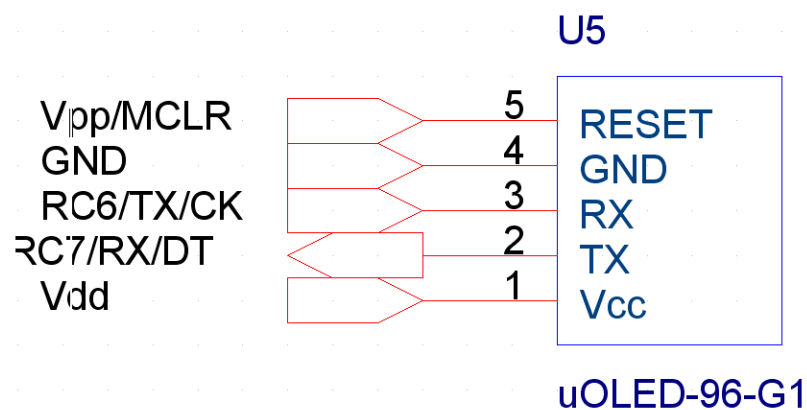 U5
Vpp/MCLR 5 RESET
GND 4 GND
RC6/TX/CK 3 RX
RC7/RX/DT 2 TX
Vdd 1 Vcc
uOLED-96-G1